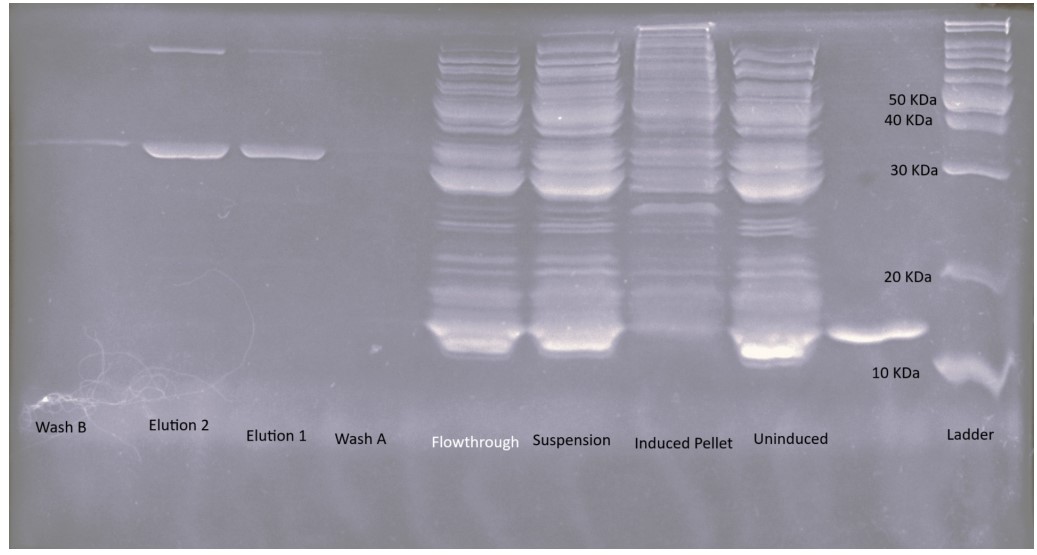 50 KDa
40 KDa
30 KDa
20 KDa
10 KDa
Wash B
Elution 2
Elution 1
Wash A
Flowthrough
Suspension
Induced Pellet
Uninduced
Ladder